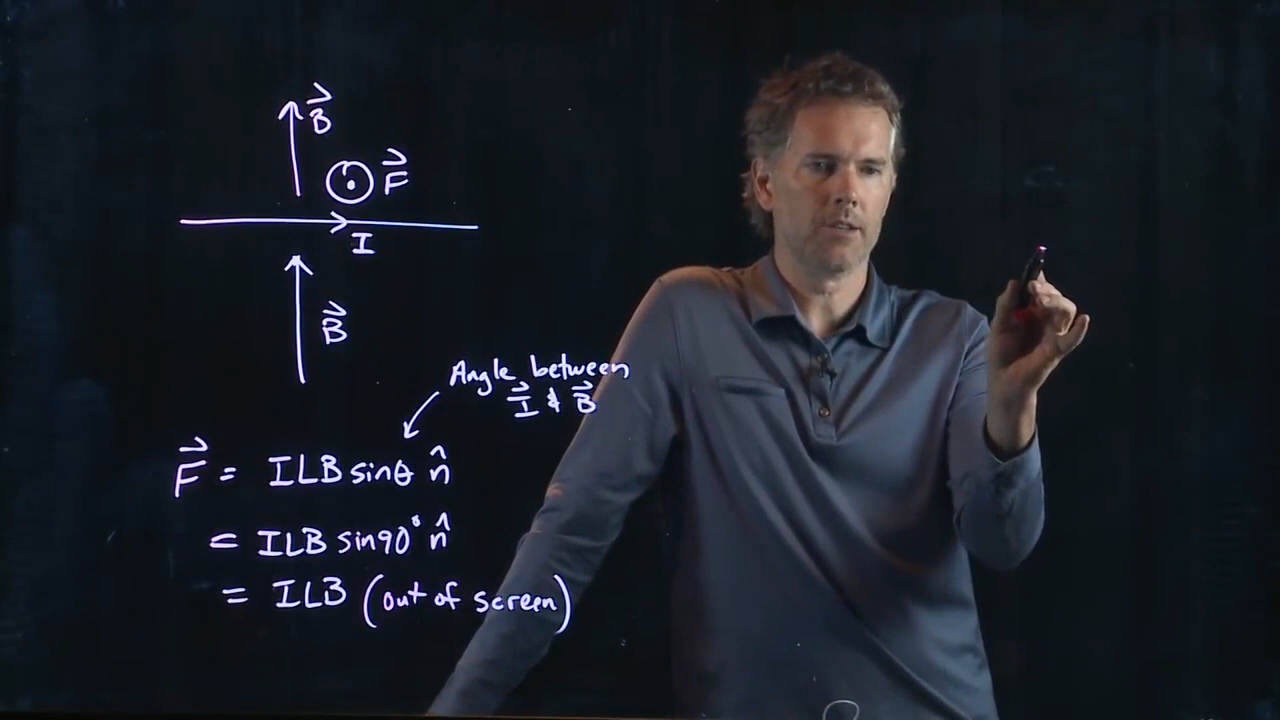 B⃗
F⃗
I
B⃗
Angle between
I⃗ & B⃗
F⃗ = ILB sinθ n̂
= ILB sin90° n̂
= ILB (out of screen)